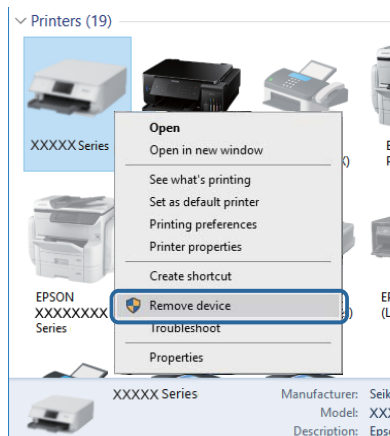 Printers (19)
XXXXX Series
Open
Open in new window
See what's printing
Set as default printer
Printing preferences
Printer properties
Create shortcut
Remove device
Troubleshoot
Properties
EPSON
XXXXXXXX
Series
XXXXX Series
Manufacturer:
Model:
Description: